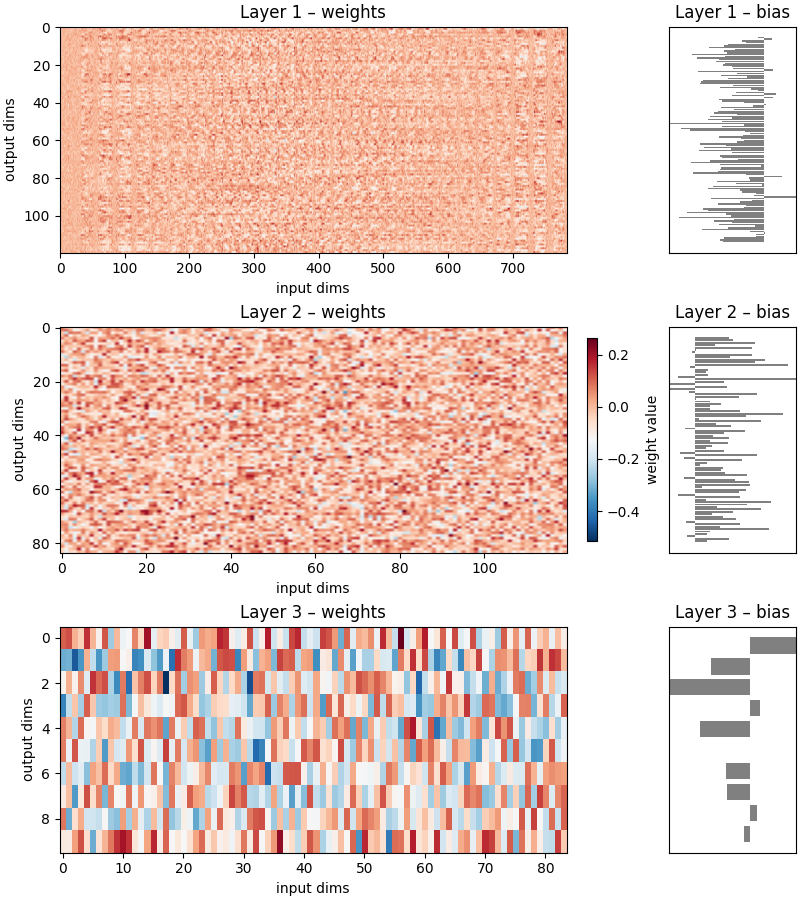 Layer 1 – weights
Layer 1 – bias
0
20
40
60
80
100
output dims
0 100 200 300 400 500 600 700
input dims
Layer 2 – weights
Layer 2 – bias
0
20
40
60
80
output dims
0 20 40 60 80 100
input dims
0.2
0.0
−0.2
−0.4
weight value
Layer 3 – weights
Layer 3 – bias
0
2
4
6
8
output dims
0 10 20 30 40 50 60 70 80
input dims